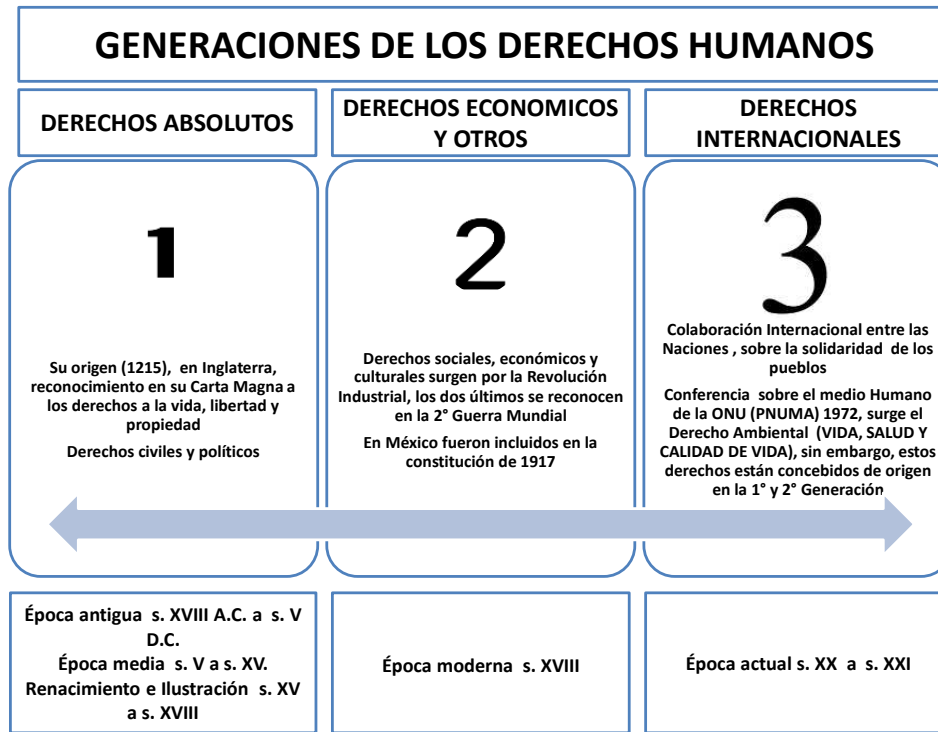 GENERACIONES DE LOS DERECHOS HUMANOS
DERECHOS ABSOLUTOS
DERECHOS ECONOMICOS
Y OTROS
DERECHOS
INTERNACIONALES
1
Su origen (1215), en Inglaterra,
reconocimiento en su Carta Magna a
los derechos a la vida, libertad y
propiedad
Derechos civiles y políticos
2
Derechos sociales, económicos y
culturales surgen por la Revolución
Industrial, los dos últimos se reconocen
en la 2° Guerra Mundial
En México fueron incluidos en la
constitución de 1917
3
Colaboración Internacional entre las
Naciones , sobre la solidaridad de los
pueblos
Conferencia sobre el medio Humano
de la ONU (PNUMA) 1972, surge el
Derecho Ambiental (VIDA, SALUD Y
CALIDAD DE VIDA), sin embargo, estos
derechos están concebidos de origen
en la 1° y 2° Generación
Época antigua s. XVIII A.C. a s. V
D.C.
Época media s. V a s. XV.
Renacimiento e Ilustración s. XV
a s. XVIII
Época moderna s. XVIII
Época actual s. XX a s. XXI